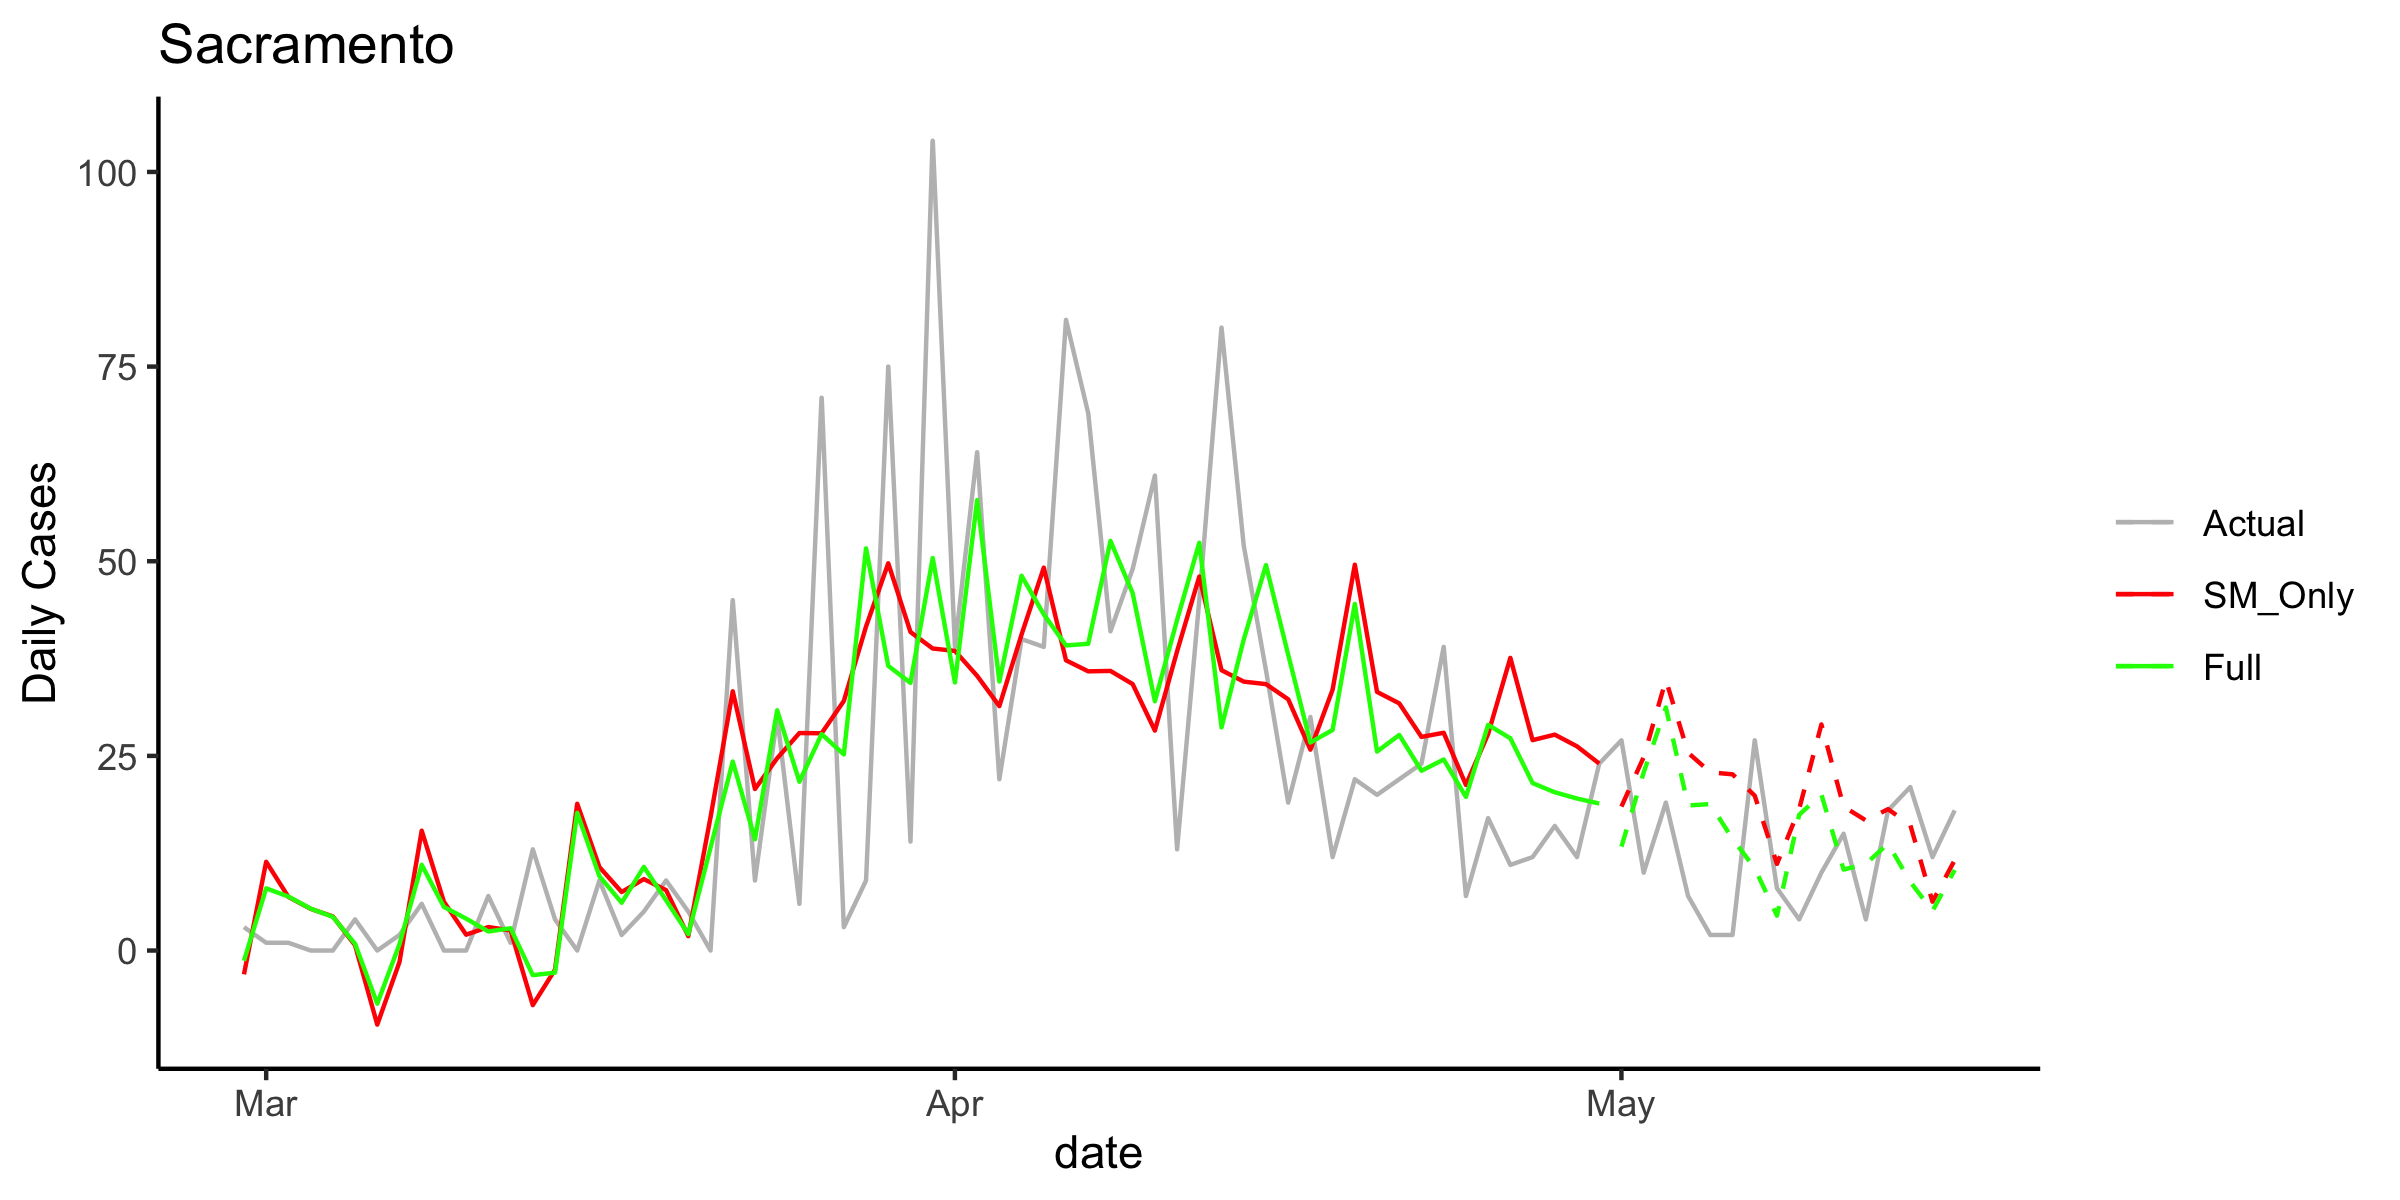 Sacramento
Daily Cases
100
75
50
25
0
Mar
Apr
May
date
Actual
SM_Only
Full